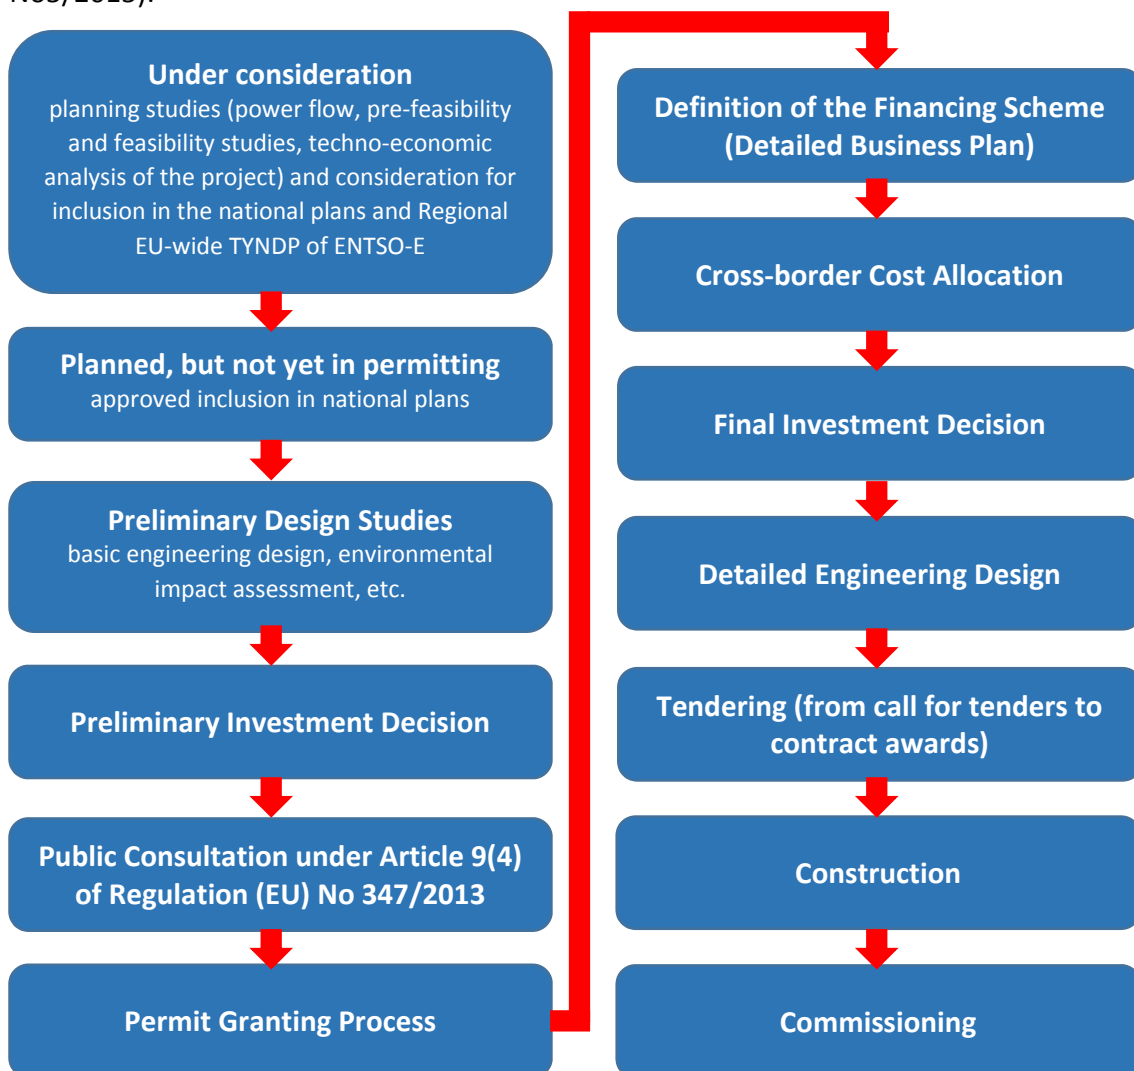 Under consideration
planning studies (power flow, pre-feasibility
and feasibility studies, techno-economic
analysis of the project) and consideration for
inclusion in the national plans and Regional
EU-wide TYNDP of ENTSO-E
Planned, but not yet in permitting
approved inclusion in national plans
Preliminary Design Studies
basic engineering design, environmental
impact assessment, etc.
Preliminary Investment Decision
Public Consultation under Article 9(4)
of Regulation (EU) No 347/2013
Permit Granting Process
Definition of the Financing Scheme
(Detailed Business Plan)
Cross-border Cost Allocation
Final Investment Decision
Detailed Engineering Design
Tendering (from call for tenders to
contract awards)
Construction
Commissioning